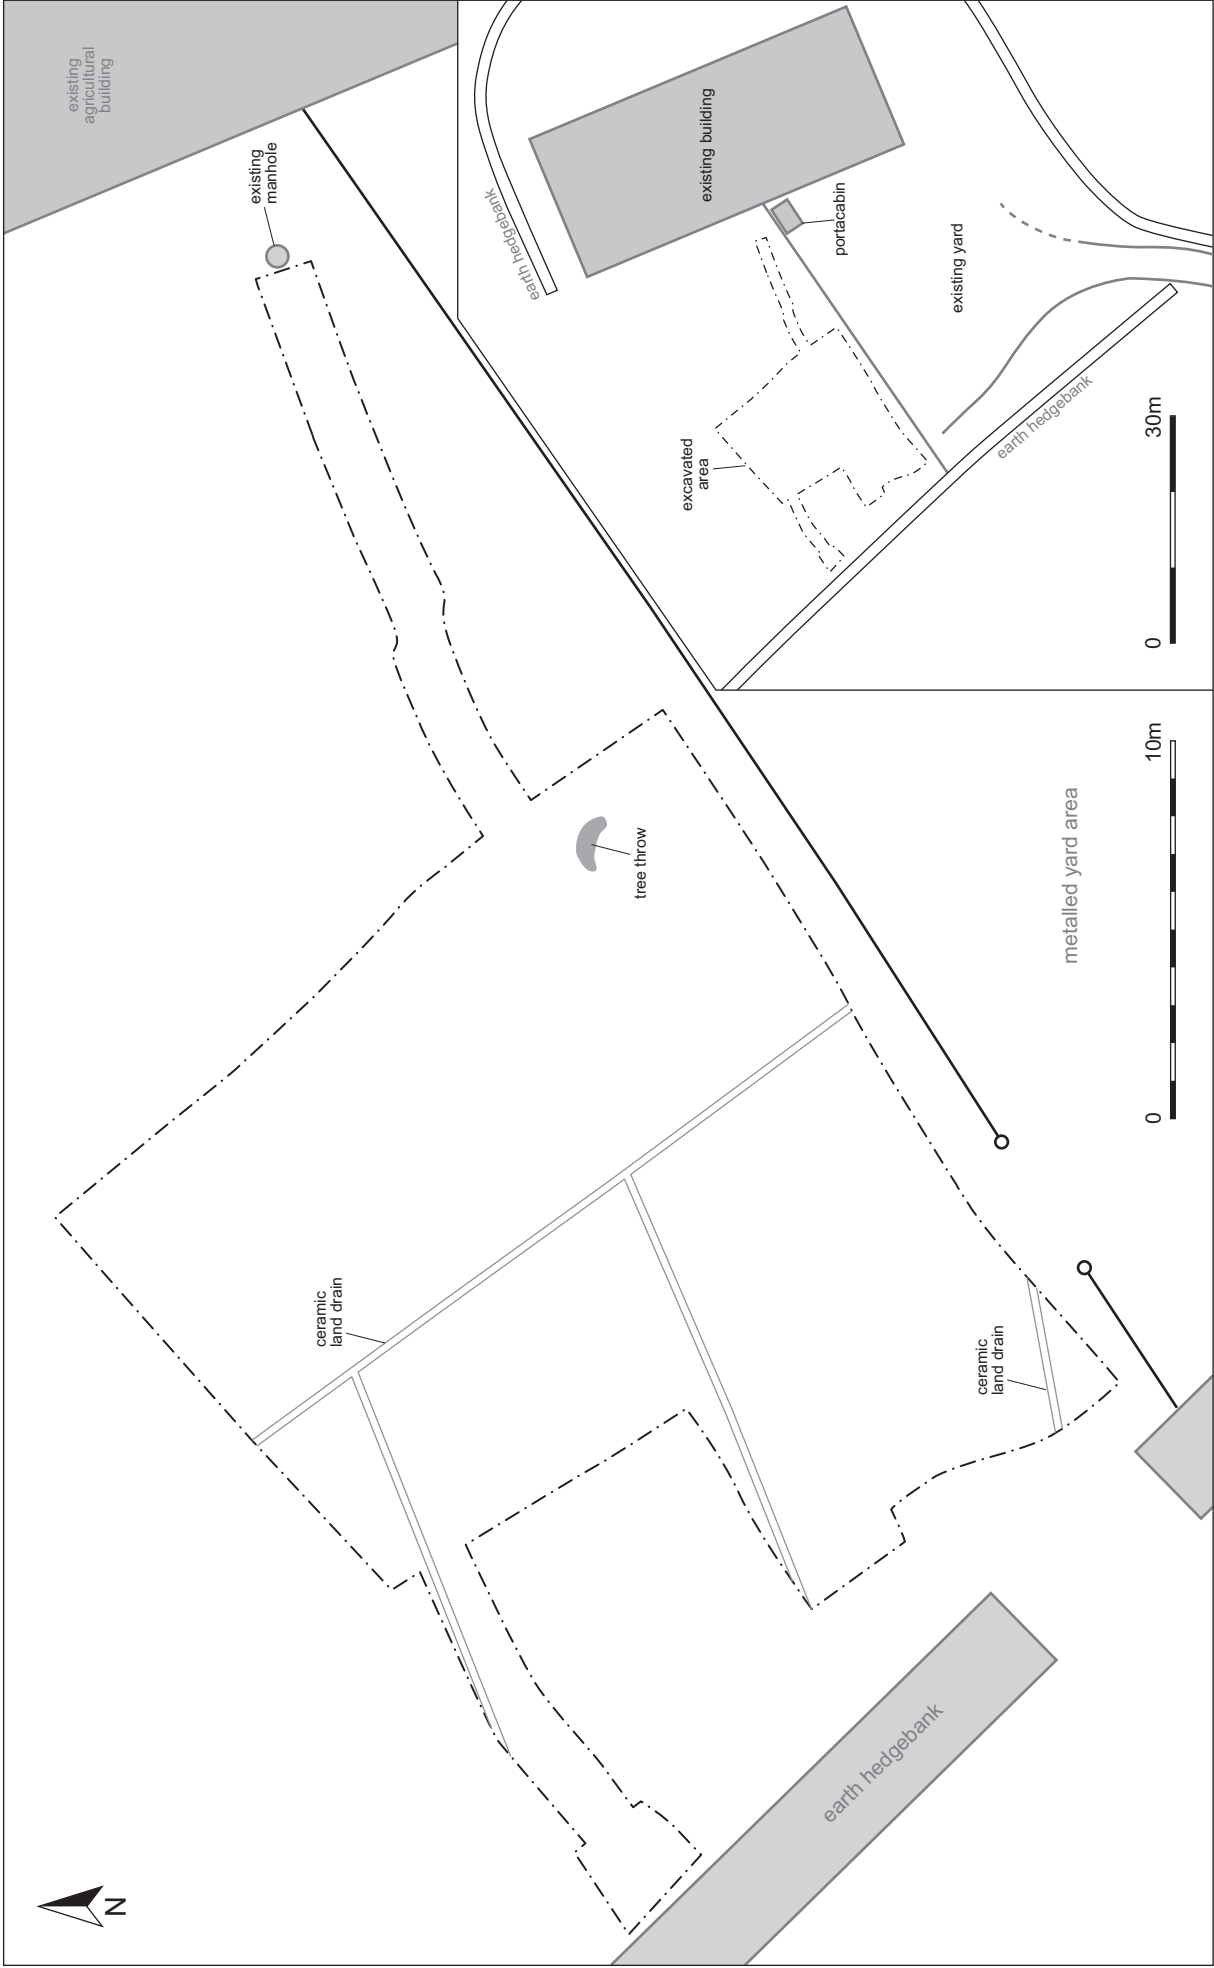 existing
agricultural
building
existing
manhole
earth hedgebank
existing building
portacabin
existing yard
excavated
area
earth hedgebank
0
30m
tree throw
ceramic
land drain
ceramic
land drain
metalled yard area
0
10m
earth hedgebank
N